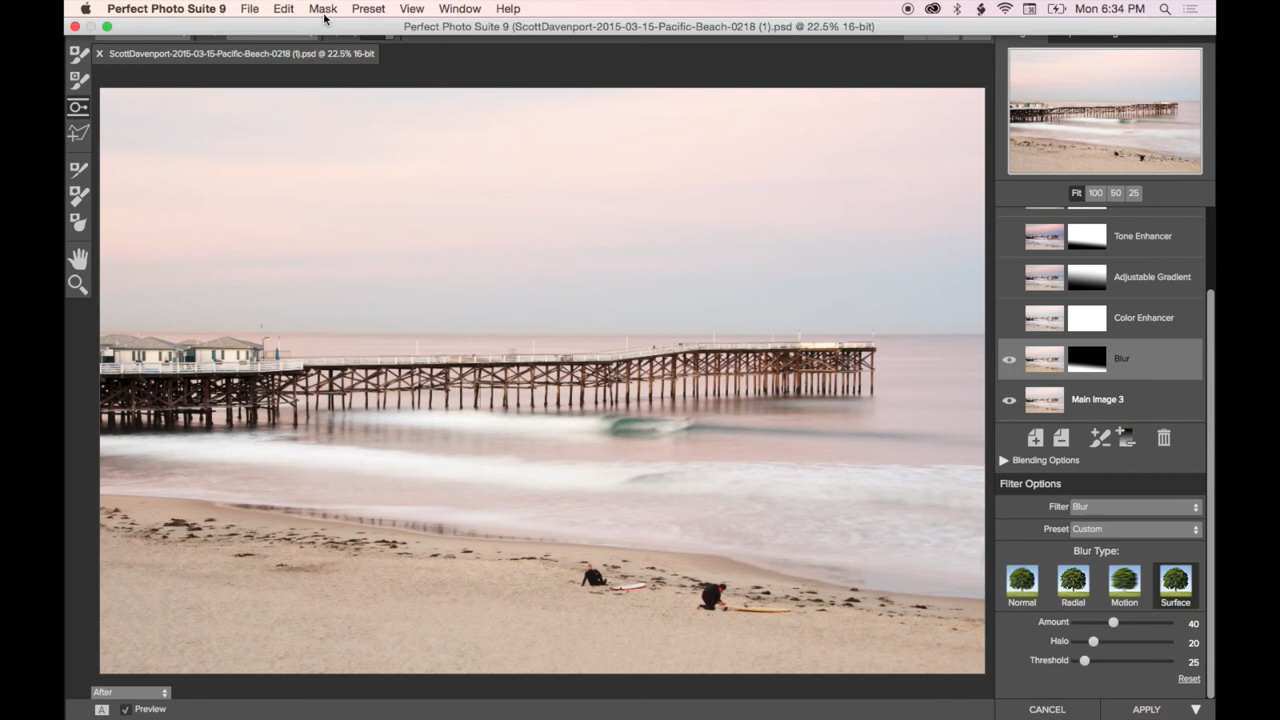 Perfect Photo Suite 9 File Edit Mask Preset View Window Help Mon 6:34 PM
Perfect Photo Suite 9 (ScottDavenport-2015-03-15-Pacific-Beach-0218 (1).psd @ 22.5% 16-bit)
X ScottDavenport-2015-03-15-Pacific-Beach-0218 (1).psd @ 22.5% 16-bit
Fit 100 50 25
Tone Enhancer
Adjustable Gradient
Color Enhancer
Blur
Main Image 3
Blending Options
Filter Options
Filter Blur
Preset Custom
Blur Type:
Normal Radial Motion Surface
Amount 40
Halo 20
Threshold 25
Reset
After
A Preview
CANCEL APPLY